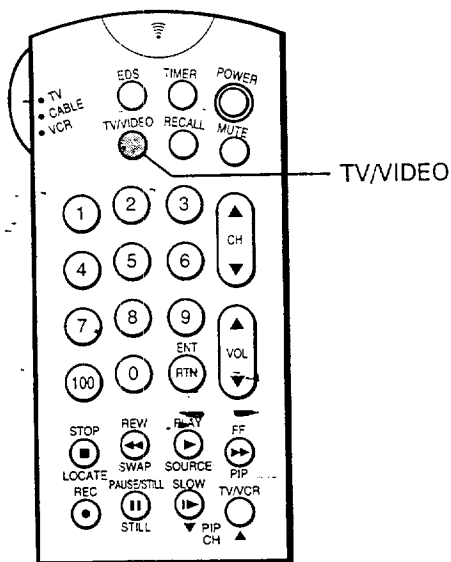 EDS TIMER POWER
TV
CABLE
VCR
TV/VIDEO RECALL MUTE
TV/VIDEO
1 2 3
CH
4 5 6
7 8 9
VOL
ENT
100 0 RTN
STOP REW PLAY FF
LOCATE SWAP SOURCE PIP
REC PAUSE/STILL SLOW TV/VCR
STILL PIP
CH